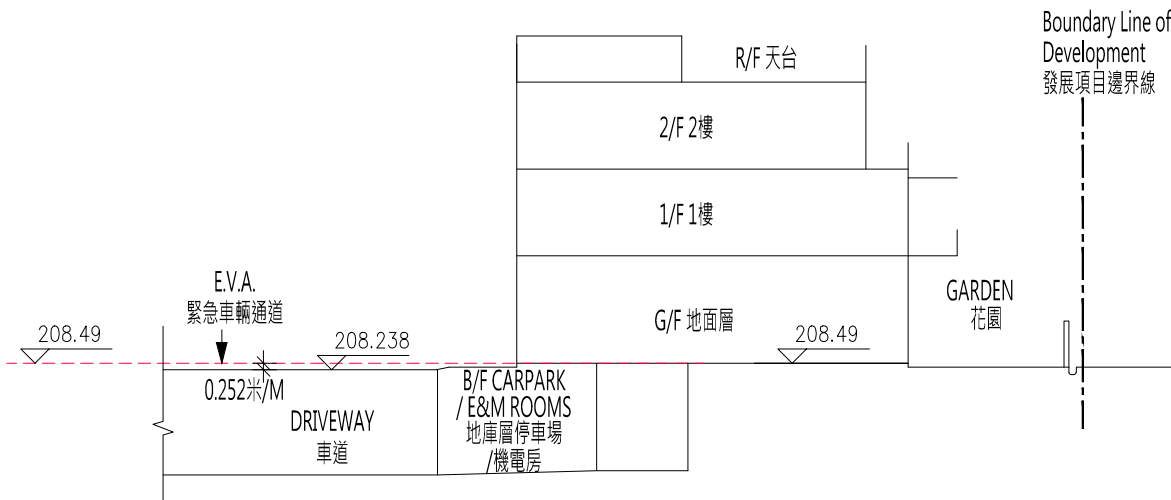 Boundary Line of
Development
發展項目邊界線
R/F 天台
2/F 2樓
1/F 1樓
E.V.A.
緊急車輛通道
GARDEN
花園
G/F 地面層
208.49
208.238
208.49
0.252米/M
B/F CARPARK
/ E&M ROOMS
地庫層停車場
/機電房
DRIVEWAY
車道